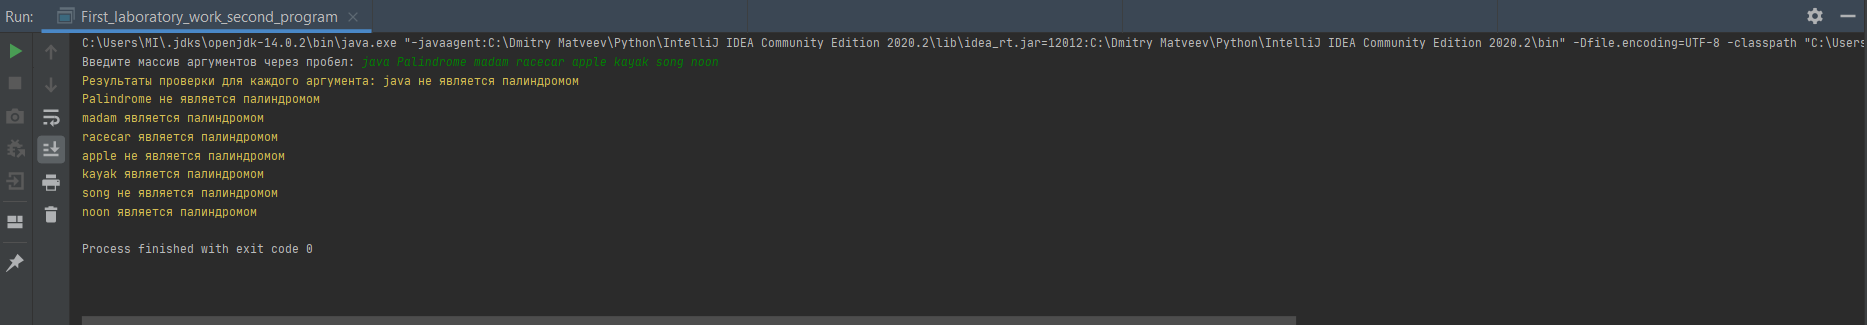 Run: First_laboratory_work_second_program
C:\Users\MI\.jdks\openjdk-14.0.2\bin\java.exe "-javaagent:C:\Dmitry Matveev\Python\IntelliJ IDEA Community Edition 2020.2\lib\idea_rt.jar=12012:C:\Dmitry Matveev\Python\IntelliJ IDEA Community Edition 2020.2\bin" -Dfile.encoding=UTF-8 -classpath "C:\Users
Введите массив аргументов через пробел: java Palindrome madam racecar apple kayak song noon
Результаты проверки для каждого аргумента: java не является палиндромом
Palindrome не является палиндромом
madam является палиндромом
racecar является палиндромом
apple не является палиндромом
kayak является палиндромом
song не является палиндромом
noon является палиндромом
Process finished with exit code 0